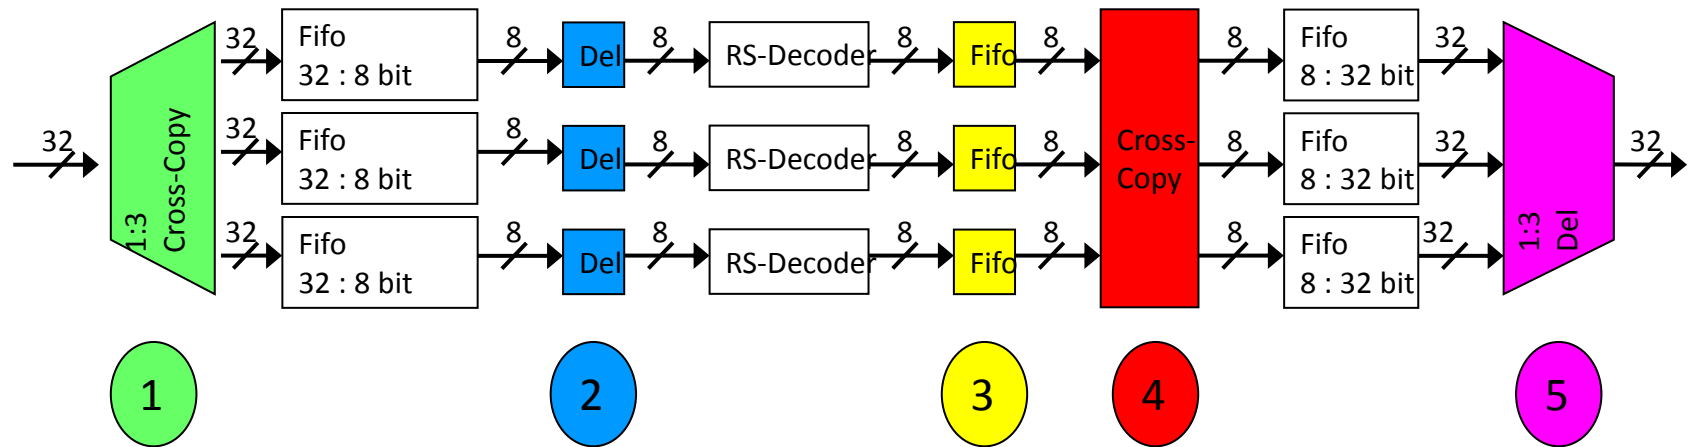 32
1:3
Cross-Copy
32
Fifo
32 : 8 bit
8
Del
8
RS-Decoder
8
Fifo
8
32
Fifo
32 : 8 bit
8
Del
8
RS-Decoder
8
Fifo
8
32
Fifo
32 : 8 bit
8
Del
8
RS-Decoder
8
Fifo
8
Cross-
Copy
8
Fifo
8 : 32 bit
32
8
Fifo
8 : 32 bit
32
8
Fifo
8 : 32 bit
32
1:3
Del
32
1
2
3
4
5